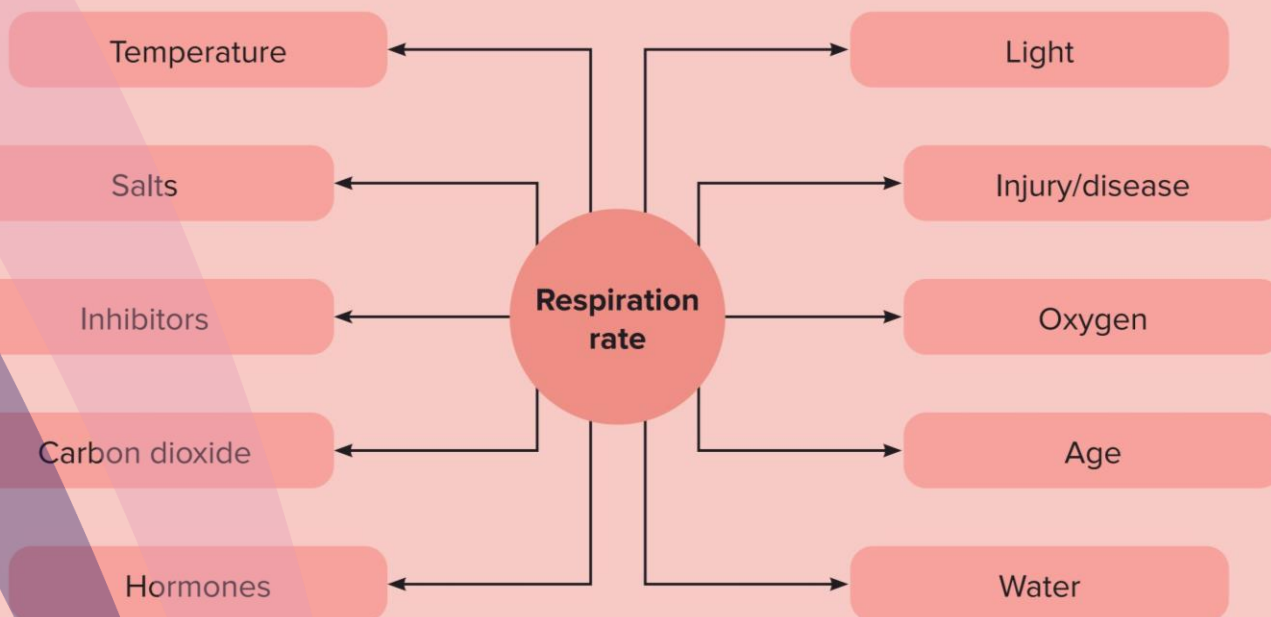 Temperature
Light
Salts
Injury/disease
Inhibitors
Respiration
rate
Oxygen
Carbon dioxide
Age
Hormones
Water